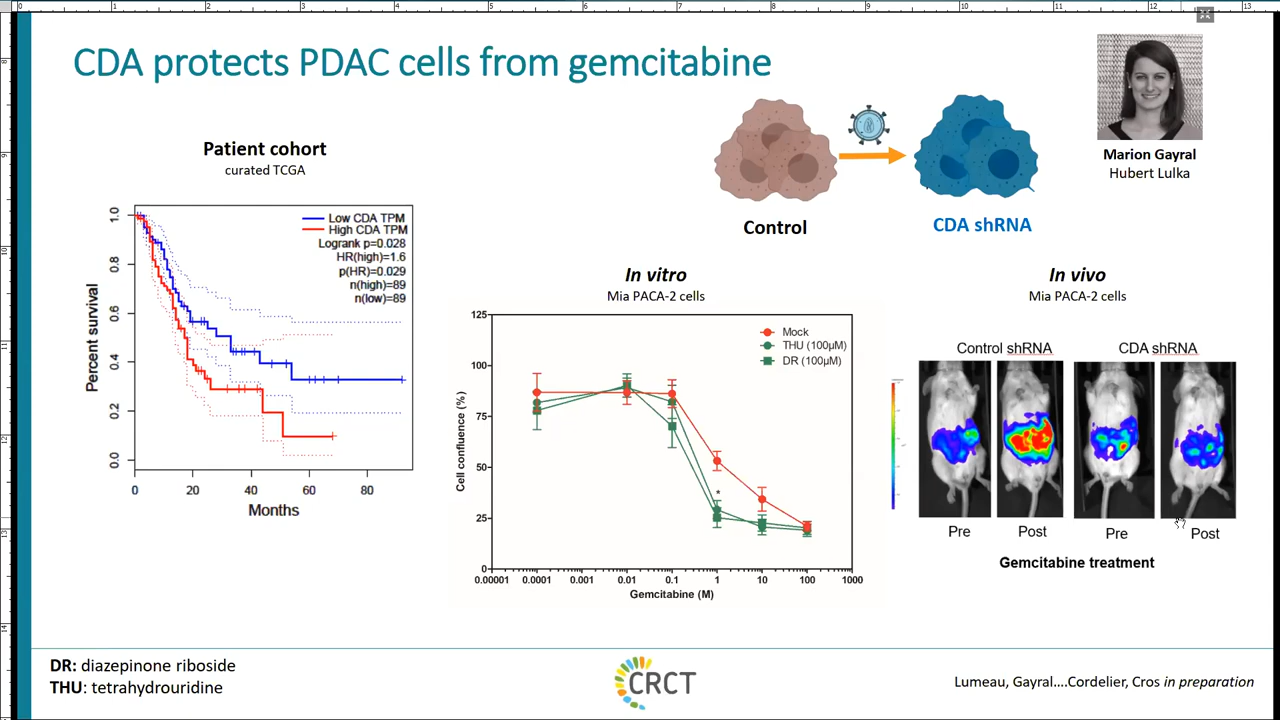 CDA protects PDAC cells from gemcitabine
Marion Gayral
Hubert Lulka
Patient cohort
curated TCGA
Control
CDA shRNA
Low CDA TPM
High CDA TPM
Logrank p=0.028
HR(high)=1.6
p(HR)=0.029
n(high)=89
n(low)=89
Percent survival
1.0
0.8
0.6
0.4
0.2
0.0
0 20 40 60 80
Months
In vitro
Mia PACA-2 cells
Mock
THU (100µM)
DR (100µM)
Cell confluence (%)
125
100
75
50
25
0
*
0.00001 0.0001 0.001 0.01 0.1 1 10 100 1000
Gemcitabine (M)
In vivo
Mia PACA-2 cells
Control shRNA CDA shRNA
Pre Post Pre Post
Gemcitabine treatment
DR: diazepinone riboside
THU: tetrahydrouridine
CRCT
Lumeau, Gayral....Cordelier, Cros in preparation